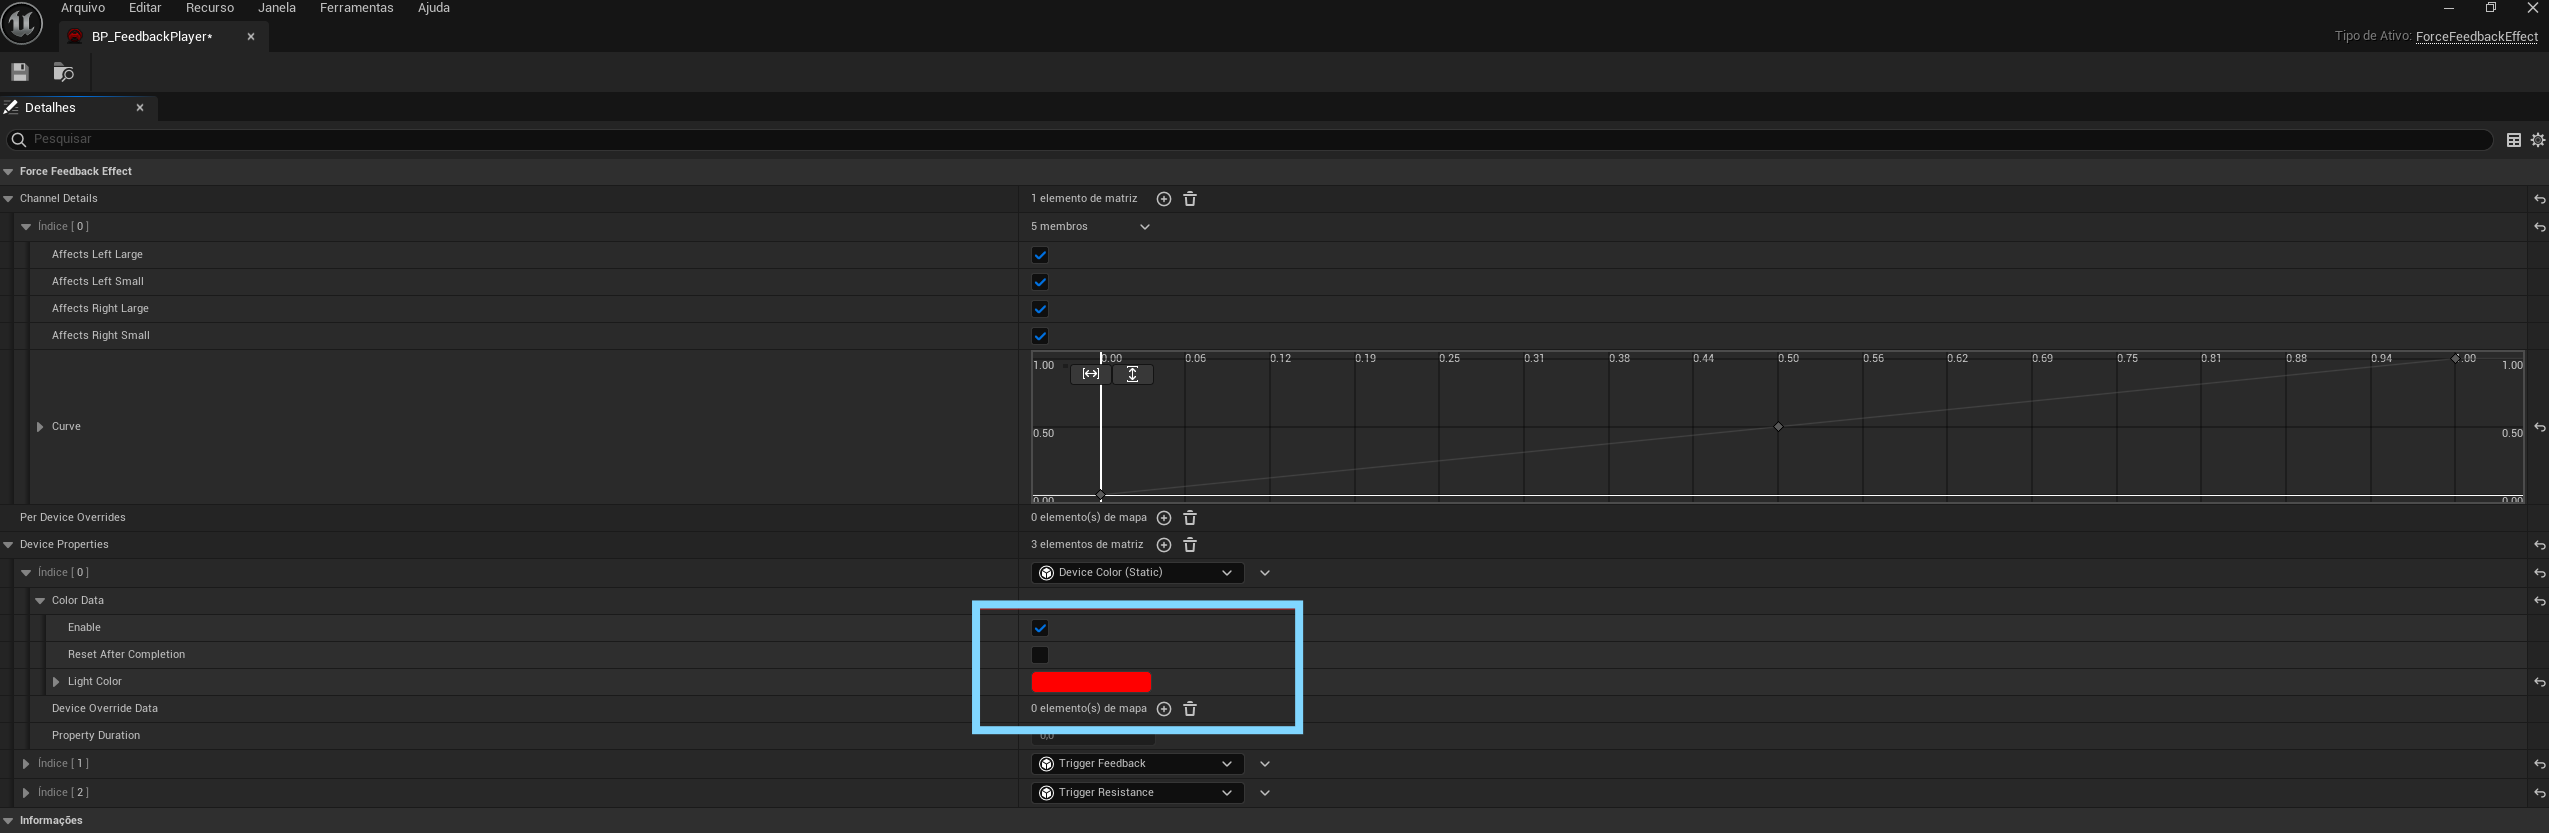 Arquivo Editar Recurso Janela Ferramentas Ajuda
BP_FeedbackPlayer*
Tipo de Ativo: ForceFeedbackEffect
Detalhes
Pesquisar
Force Feedback Effect
Channel Details 1 elemento de matriz
Índice [ 0 ] 5 membros
Affects Left Large
Affects Left Small
Affects Right Large
Affects Right Small
0.00 0.06 0.12 0.19 0.25 0.31 0.38 0.44 0.50 0.56 0.62 0.69 0.75 0.81 0.88 0.94 1.00
1.00 1.00
Curve
0.50 0.50
0.00 0.00
Per Device Overrides 0 elemento(s) de mapa
Device Properties 3 elementos de matriz
Índice [ 0 ] Device Color (Static)
Color Data
Enable
Reset After Completion
Light Color
Device Override Data 0 elemento(s) de mapa
Property Duration 0,0
Índice [ 1 ] Trigger Feedback
Índice [ 2 ] Trigger Resistance
Informações